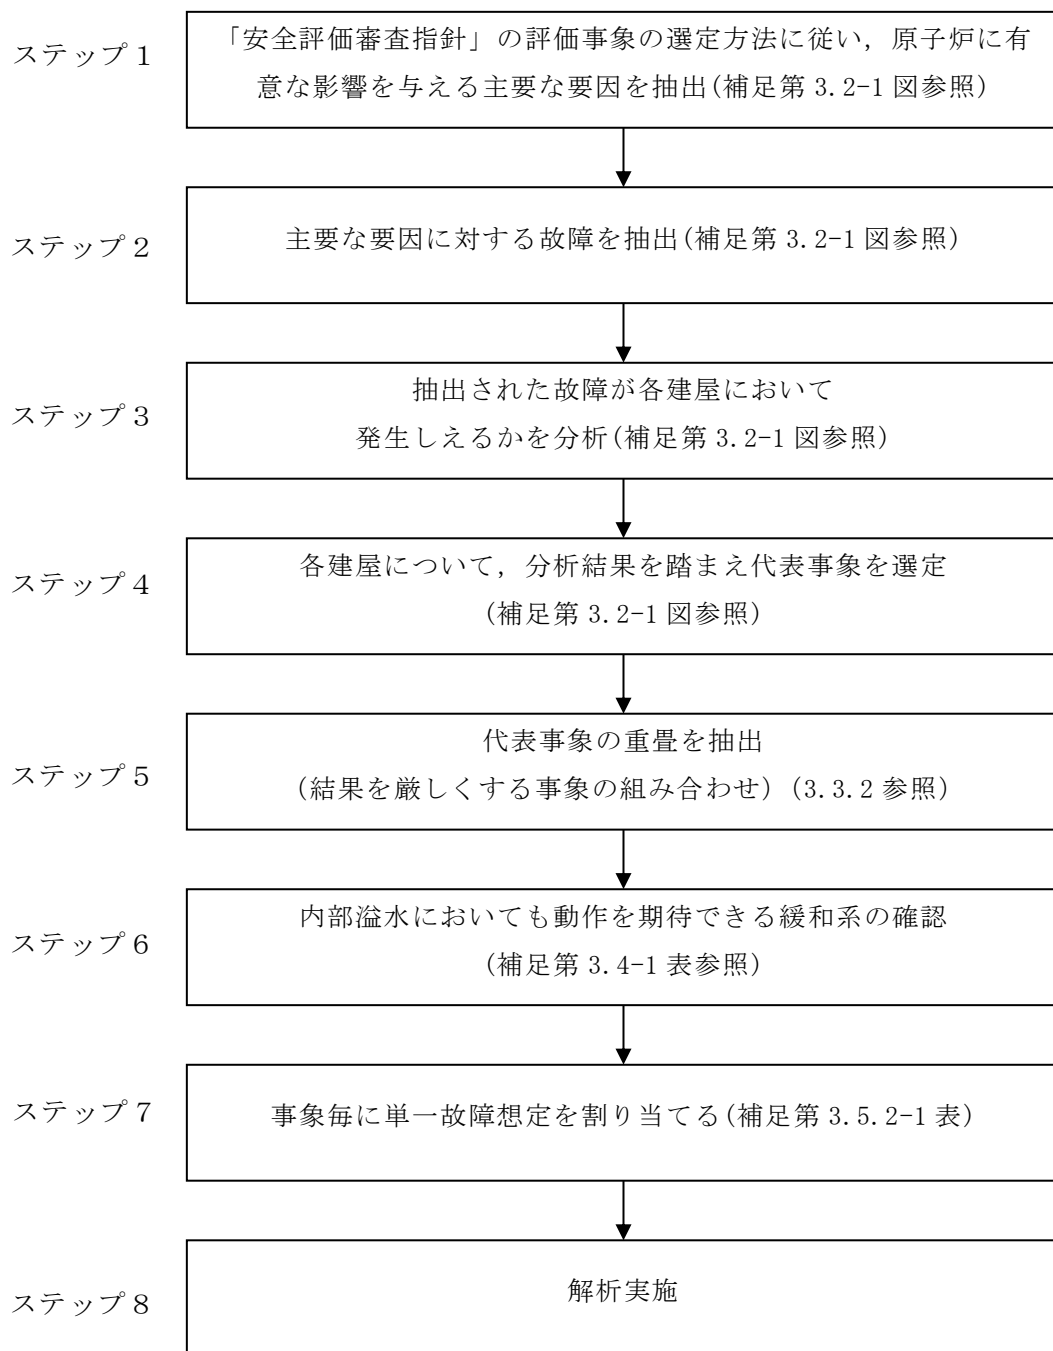 ステップ１
「安全評価審査指針」の評価事象の選定方法に従い，原子炉に有
意な影響を与える主要な要因を抽出(補足第 3.2-1 図参照)
ステップ２
主要な要因に対する故障を抽出(補足第 3.2-1 図参照)
ステップ３
抽出された故障が各建屋において
発生しえるかを分析(補足第 3.2-1 図参照)
ステップ４
各建屋について，分析結果を踏まえ代表事象を選定
(補足第 3.2-1 図参照)
ステップ５
代表事象の重畳を抽出
（結果を厳しくする事象の組み合わせ）(3.3.2 参照)
ステップ６
内部溢水においても動作を期待できる緩和系の確認
(補足第 3.4-1 表参照)
ステップ７
事象毎に単一故障想定を割り当てる(補足第 3.5.2-1 表)
ステップ８
解析実施